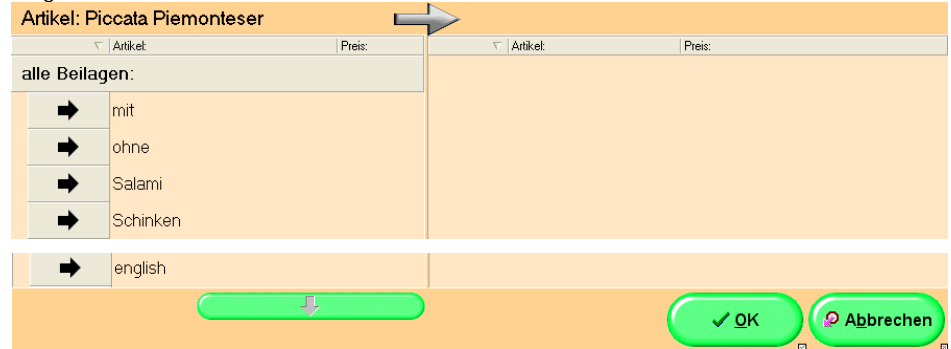 Artikel: Piccata Piemonteser
Artikel: Preis: Artikel: Preis:
alle Beilagen:
mit
ohne
Salami
Schinken
english
OK Abbrechen